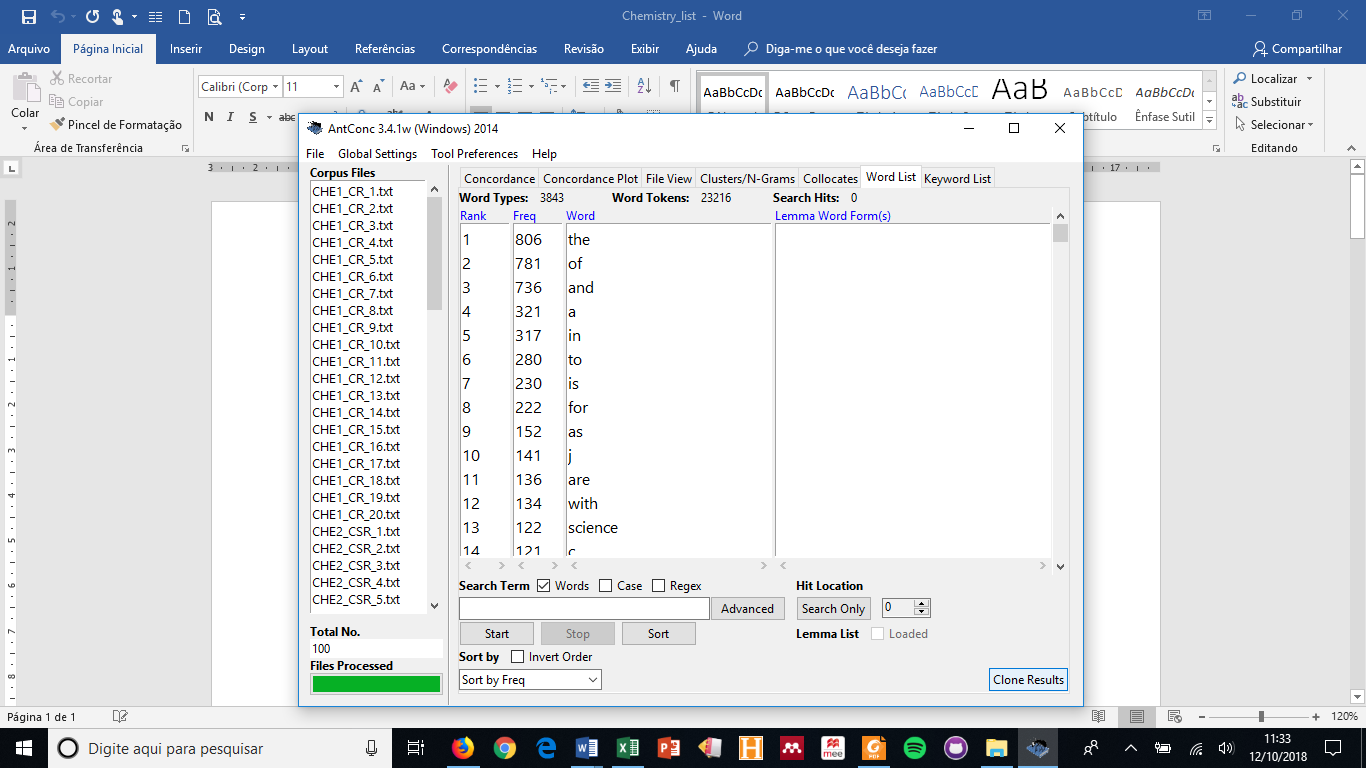 Chemistry_list - Word
Arquivo Página Inicial Inserir Design Layout Referências Correspondências Revisão Exibir Ajuda Diga-me o que você deseja fazer Compartilhar
Colar
Recortar
Copiar
Pincel de Formatação
Área de Transferência
Calibri (Corp 11
N I S abc
AaBbCcDc AaBbCcDc AaBbCc AaBbCcD AaB AaBbCcD AaBbCcDc
Ênfase Sutil
Localizar
Substituir
Selecionar
Editando
AntConc 3.4.1w (Windows) 2014
File Global Settings Tool Preferences Help
Corpus Files
CHE1_CR_1.txt
CHE1_CR_2.txt
CHE1_CR_3.txt
CHE1_CR_4.txt
CHE1_CR_5.txt
CHE1_CR_6.txt
CHE1_CR_7.txt
CHE1_CR_8.txt
CHE1_CR_9.txt
CHE1_CR_10.txt
CHE1_CR_11.txt
CHE1_CR_12.txt
CHE1_CR_13.txt
CHE1_CR_14.txt
CHE1_CR_15.txt
CHE1_CR_16.txt
CHE1_CR_17.txt
CHE1_CR_18.txt
CHE1_CR_19.txt
CHE1_CR_20.txt
CHE2_CSR_1.txt
CHE2_CSR_2.txt
CHE2_CSR_3.txt
CHE2_CSR_4.txt
CHE2_CSR_5.txt
Total No.
100
Files Processed
Concordance Concordance Plot File View Clusters/N-Grams Collocates Word List Keyword List
Word Types: 3843 Word Tokens: 23216 Search Hits: 0
Rank Freq Word Lemma Word Form(s)
1 806 the
2 781 of
3 736 and
4 321 a
5 317 in
6 280 to
7 230 is
8 222 for
9 152 as
10 141 j
11 136 are
12 134 with
13 122 science
14 121 c
Search Term Words Case Regex Hit Location
Advanced Search Only 0
Start Stop Sort Lemma List Loaded
Sort by Invert Order
Sort by Freq Clone Results
Página 1 de 1 120%
Digite aqui para pesquisar
11:33
12/10/2018